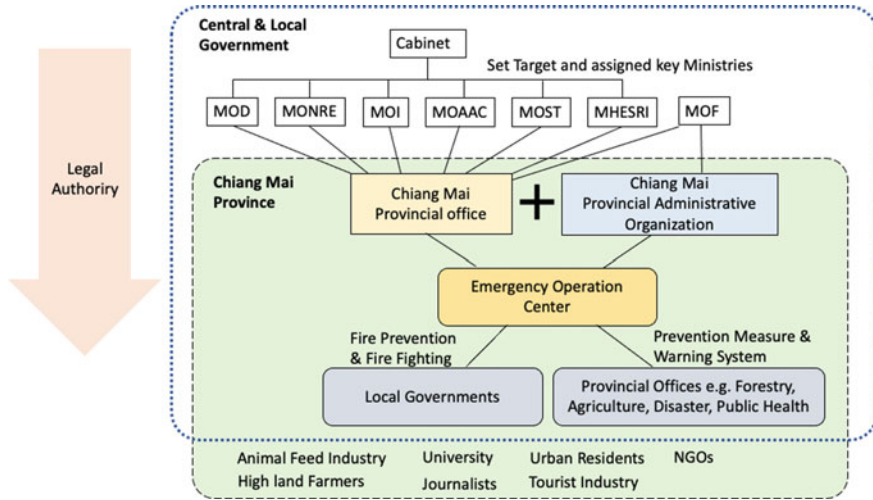 Central & Local
Government
Cabinet
Set Target and assigned key Ministries
MOD
MONRE
MOI
MOAAC
MOST
MHESRI
MOF
Legal
Authoriry
Chiang Mai
Province
Chiang Mai
Provincial office
+
Chiang Mai
Provincial Administrative
Organization
Emergency Operation
Center
Fire Prevention
& Fire Fighting
Prevention Measure &
Warning System
Local Governments
Provincial Offices e.g. Forestry,
Agriculture, Disaster, Public Health
Animal Feed Industry
University
Urban Residents
NGOs
High land Farmers
Journalists
Tourist Industry